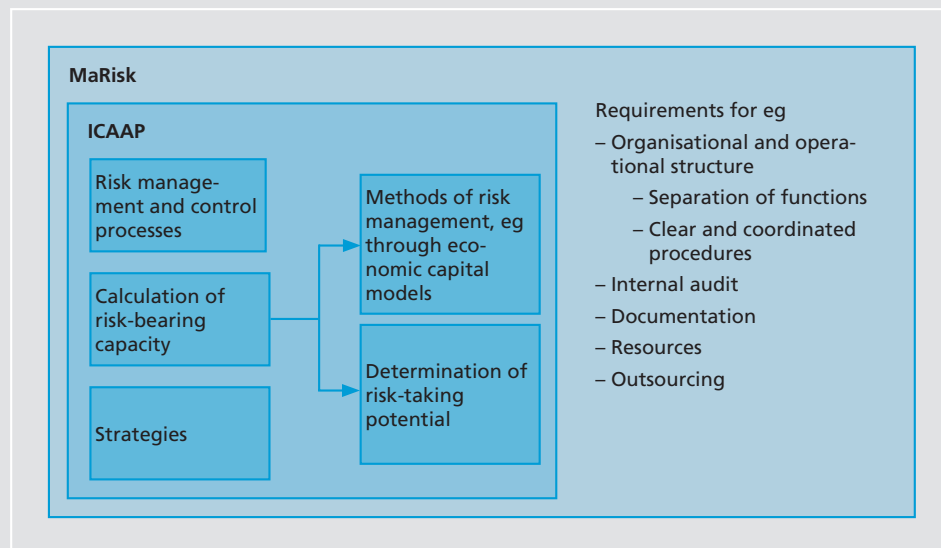 MaRisk
ICAAP
Risk manage-
ment and control
processes
Calculation of
risk-bearing
capacity
Strategies
Methods of risk
management, eg
through eco-
nomic capital
models
Determination of
risk-taking
potential
Requirements for eg
– Organisational and opera-
tional structure
– Separation of functions
– Clear and coordinated
procedures
– Internal audit
– Documentation
– Resources
– Outsourcing